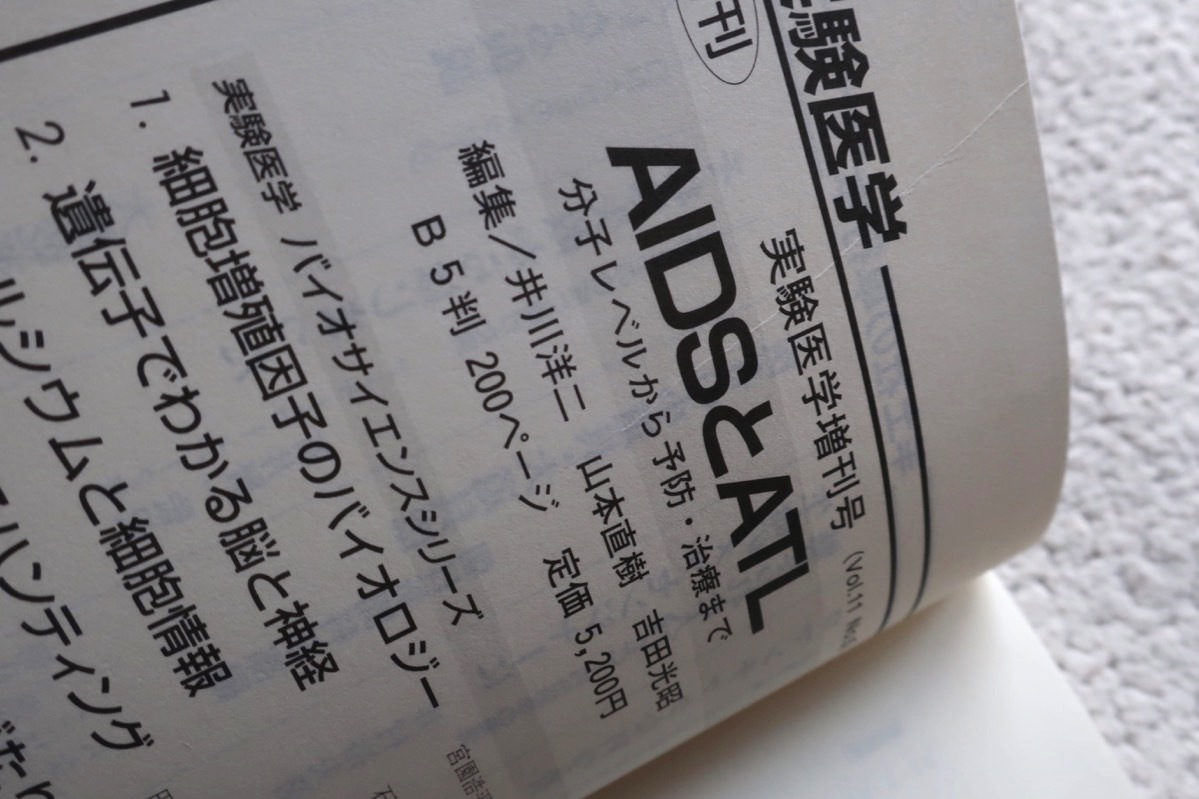 験医学
刊
実験医学増刊号 (Vol.11 No.
AIDSとATL
分子レベルから予防・治療まで
編集／井川洋二 山本直樹 吉田光昭
B5判 200ページ 定価 5,200円
実験医学 バイオサイエンスシリーズ
1. 細胞増殖因子のバイオロジー
宮園浩平
2. 遺伝子でわかる脳と神経
ルシウムと細胞情報
ハンティング